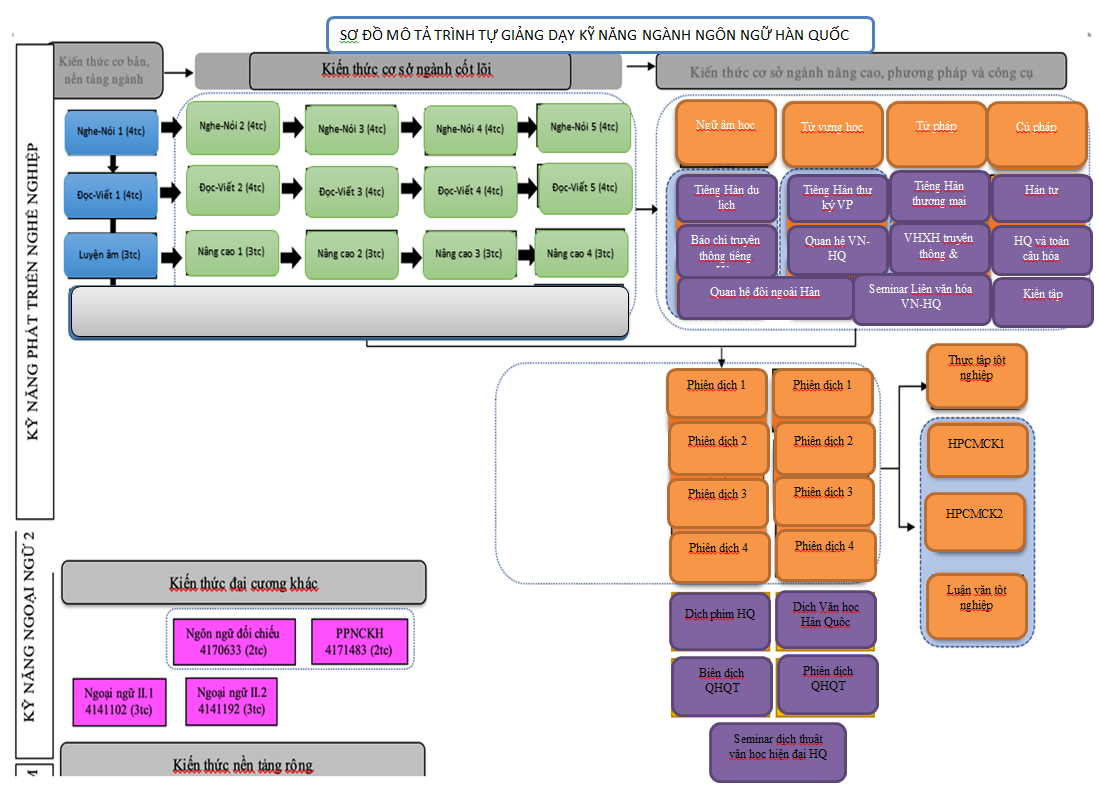 SƠ ĐỒ MÔ TẢ TRÌNH TỰ GIẢNG DẠY KỸ NĂNG NGÀNH NGÔN NGỮ HÀN QUỐC
Kiến thức cơ bản,
nền tảng ngành
Kiến thức cơ sở ngành cốt lõi
Kiến thức cơ sở ngành nâng cao, phương pháp và công cụ
KỸ NĂNG PHÁT TRIỂN NGHỀ NGHIỆP
Nghe-Nói 1 (4tc)
Nghe-Nói 2 (4tc)
Nghe-Nói 3 (4tc)
Nghe-Nói 4 (4tc)
Nghe-Nói 5 (4tc)
Đọc-Viết 1 (4tc)
Đọc-Viết 2 (4tc)
Đọc-Viết 3 (4tc)
Đọc-Viết 4 (4tc)
Đọc-Viết 5 (4tc)
Luyện âm (3tc)
Nâng cao 1 (3tc)
Nâng cao 2 (3tc)
Nâng cao 3 (3tc)
Nâng cao 4 (3tc)
Ngữ âm học
Từ vựng học
Từ pháp
Cú pháp
Tiếng Hàn du
lịch
Tiếng Hàn thư
ký VP
Tiếng Hàn
thương mại
Hán tự
Báo chí truyền
thông tiếng
Quan hệ VN-
HQ
VHXH truyền
thống &
HQ và toàn
cầu hóa
Quan hệ đối ngoại Hàn
Seminar Liên văn hóa
VN-HQ
Kiến tập
Phiên dịch 1
Phiên dịch 1
Phiên dịch 2
Phiên dịch 2
Phiên dịch 3
Phiên dịch 3
Phiên dịch 4
Phiên dịch 4
Thực tập tốt
nghiệp
HPCMCK1
HPCMCK2
Luận văn tốt
nghiệp
Dịch phim HQ
Dịch Văn học
Hàn Quốc
Biên dịch
QHQT
Phiên dịch
QHQT
Seminar dịch thuật
văn học hiện đại HQ
KỸ NĂNG NGOẠI NGỮ 2
Kiến thức đại cương khác
Ngôn ngữ đối chiếu
4170633 (2tc)
PPNCKH
4171483 (2tc)
Ngoại ngữ II.1
4141102 (3tc)
Ngoại ngữ II.2
4141192 (3tc)
Kiến thức nền tảng rộng